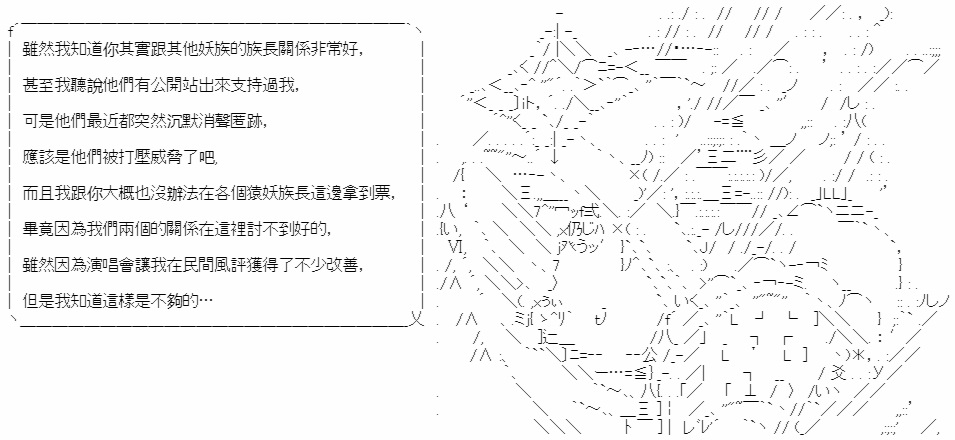 雖然我知道你其實跟其他妖族的族長關係非常好，
甚至我聽說他們有公開站出來支持過我，
可是他們最近都突然沉默消聲匿跡，
應該是他們被打壓威脅了吧，
而且我跟你大概也沒辦法在各個猿妖族長這邊拿到票，
畢竟因為我們兩個的關係在這裡討不到好的，
雖然因為演唱會讓我在民間風評獲得了不少改善，
但是我知道這樣是不夠的…